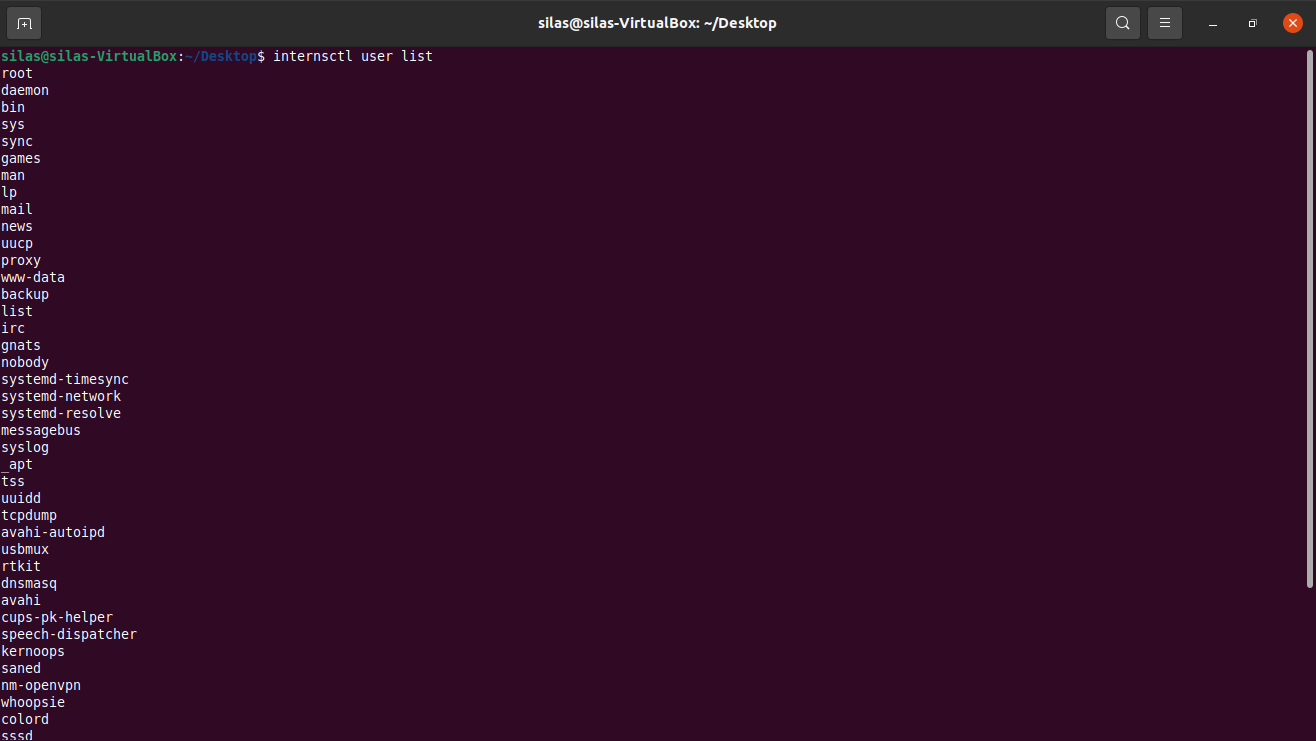 silas@silas-VirtualBox: ~/Desktop
silas@silas-VirtualBox:~/Desktop$ internsctl user list
root
daemon
bin
sys
sync
games
man
lp
mail
news
uucp
proxy
www-data
backup
list
irc
gnats
nobody
systemd-timesync
systemd-network
systemd-resolve
messagebus
syslog
_apt
tss
uuidd
tcpdump
avahi-autoipd
usbmux
rtkit
dnsmasq
avahi
cups-pk-helper
speech-dispatcher
kernoops
saned
nm-openvpn
whoopsie
colord
sssd